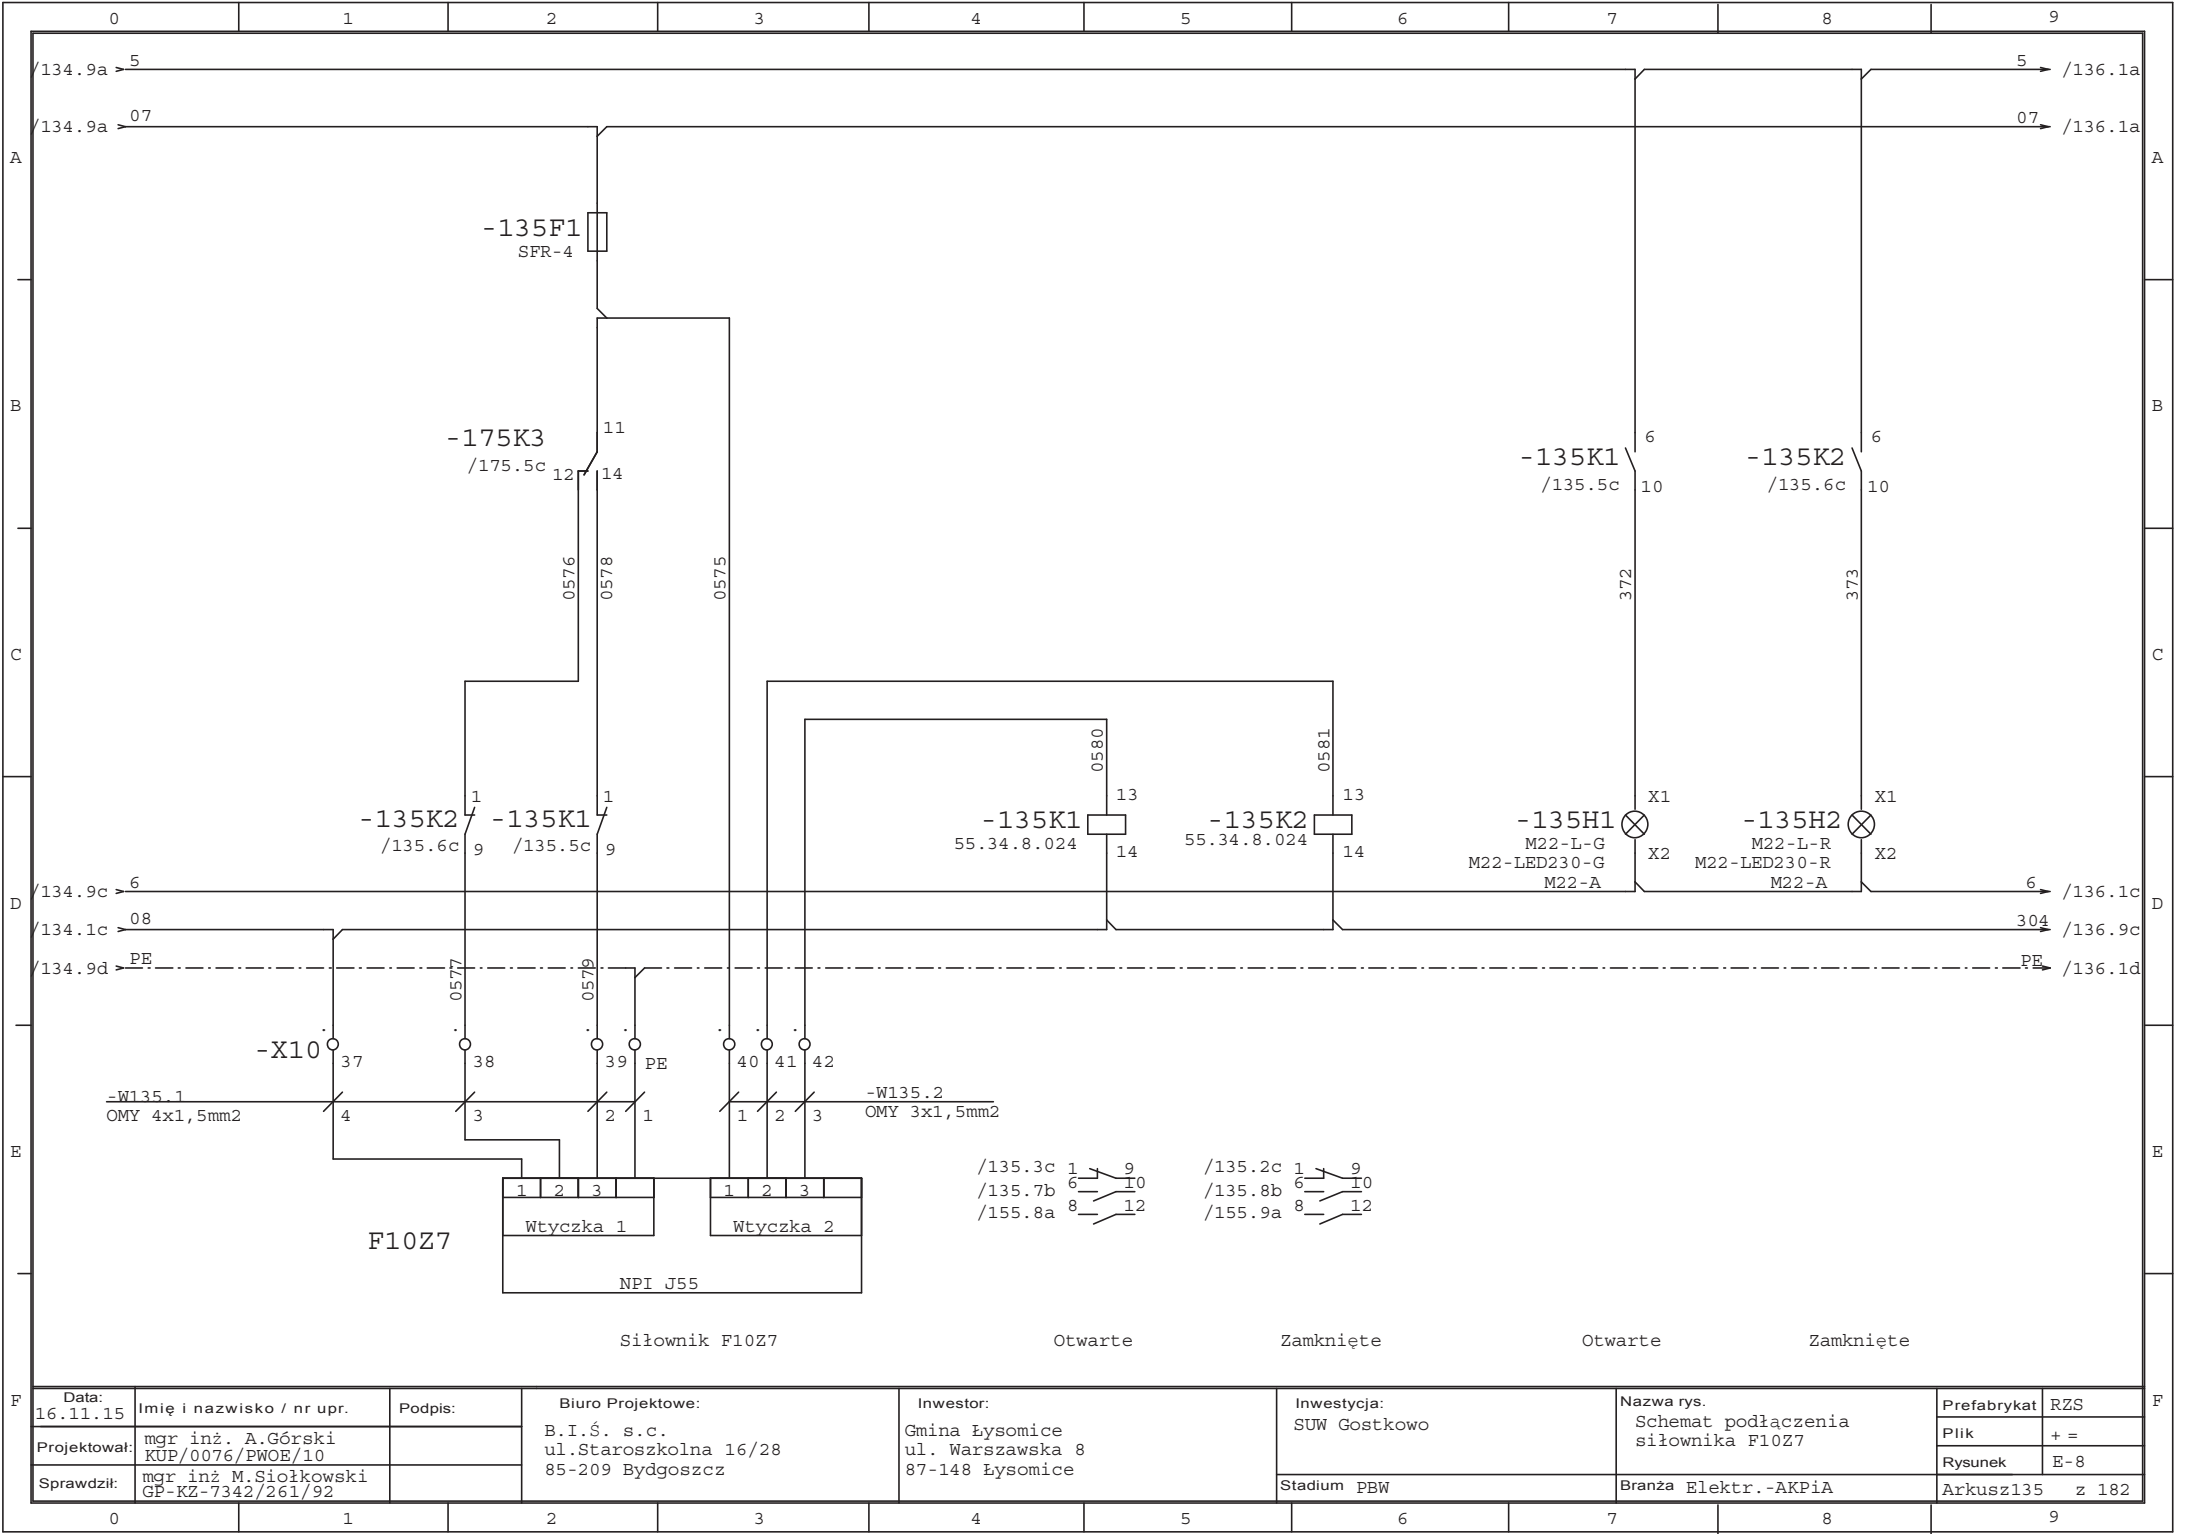 0 1 2 3 4 5 6 7 8 9
/134.9a 5 5 /136.1a
/134.9a 07 07 /136.1a
A A
-135F1
SFR-4
B B
11
-175K3
/175.5c 12 14
6 6
-135K1 -135K2
/135.5c 10 /135.6c 10
0576 0578 0575 372 373
C C
0580 0581
1 1 13 13 X1 X1
-135K2 -135K1 -135K1 -135K2 -135H1 -135H2
/135.6c 9 /135.5c 9 55.34.8.024 14 55.34.8.024 14
M22-L-G X2 M22-L-R X2
M22-LED230-G M22-LED230-R
M22-A M22-A
/134.9c 6 6 /136.1c
D D
/134.1c 08 304 /136.9c
/134.9d PE PE /136.1d
0577 0579
-X10 37 38 39 PE 40 41 42
-W135.1 -W135.2
OMY 4x1,5mm2 4 3 2 1 1 2 3 OMY 3x1,5mm2
E E
/135.3c 1 9 /135.2c 1 9
/135.7b 6 10 /135.8b 6 10
/155.8a 8 12 /155.9a 8 12
1 2 3 1 2 3
Wtyczka 1 Wtyczka 2
F10Z7
NPI J55
Siłownik F10Z7 Otwarte Zamknięte Otwarte Zamknięte
F F
Data:
16.11.15
Imię i nazwisko / nr upr.
Podpis:
Projektował:
mgr inż. A.Górski
KUP/0076/PWOE/10
Sprawdził:
mgr inż M.Siołkowski
GP-KZ-7342/261/92
Biuro Projektowe:
B.I.Ś. s.c.
ul.Staroszkolna 16/28
85-209 Bydgoszcz
Inwestor:
Gmina Łysomice
ul. Warszawska 8
87-148 Łysomice
Inwestycja:
SUW Gostkowo
Stadium PBW
Nazwa rys.
Schemat podłączenia
siłownika F10Z7
Branża Elektr.-AKPiA
Prefabrykat RZS
Plik + =
Rysunek E-8
Arkusz135 z 182
0 1 2 3 4 5 6 7 8 9